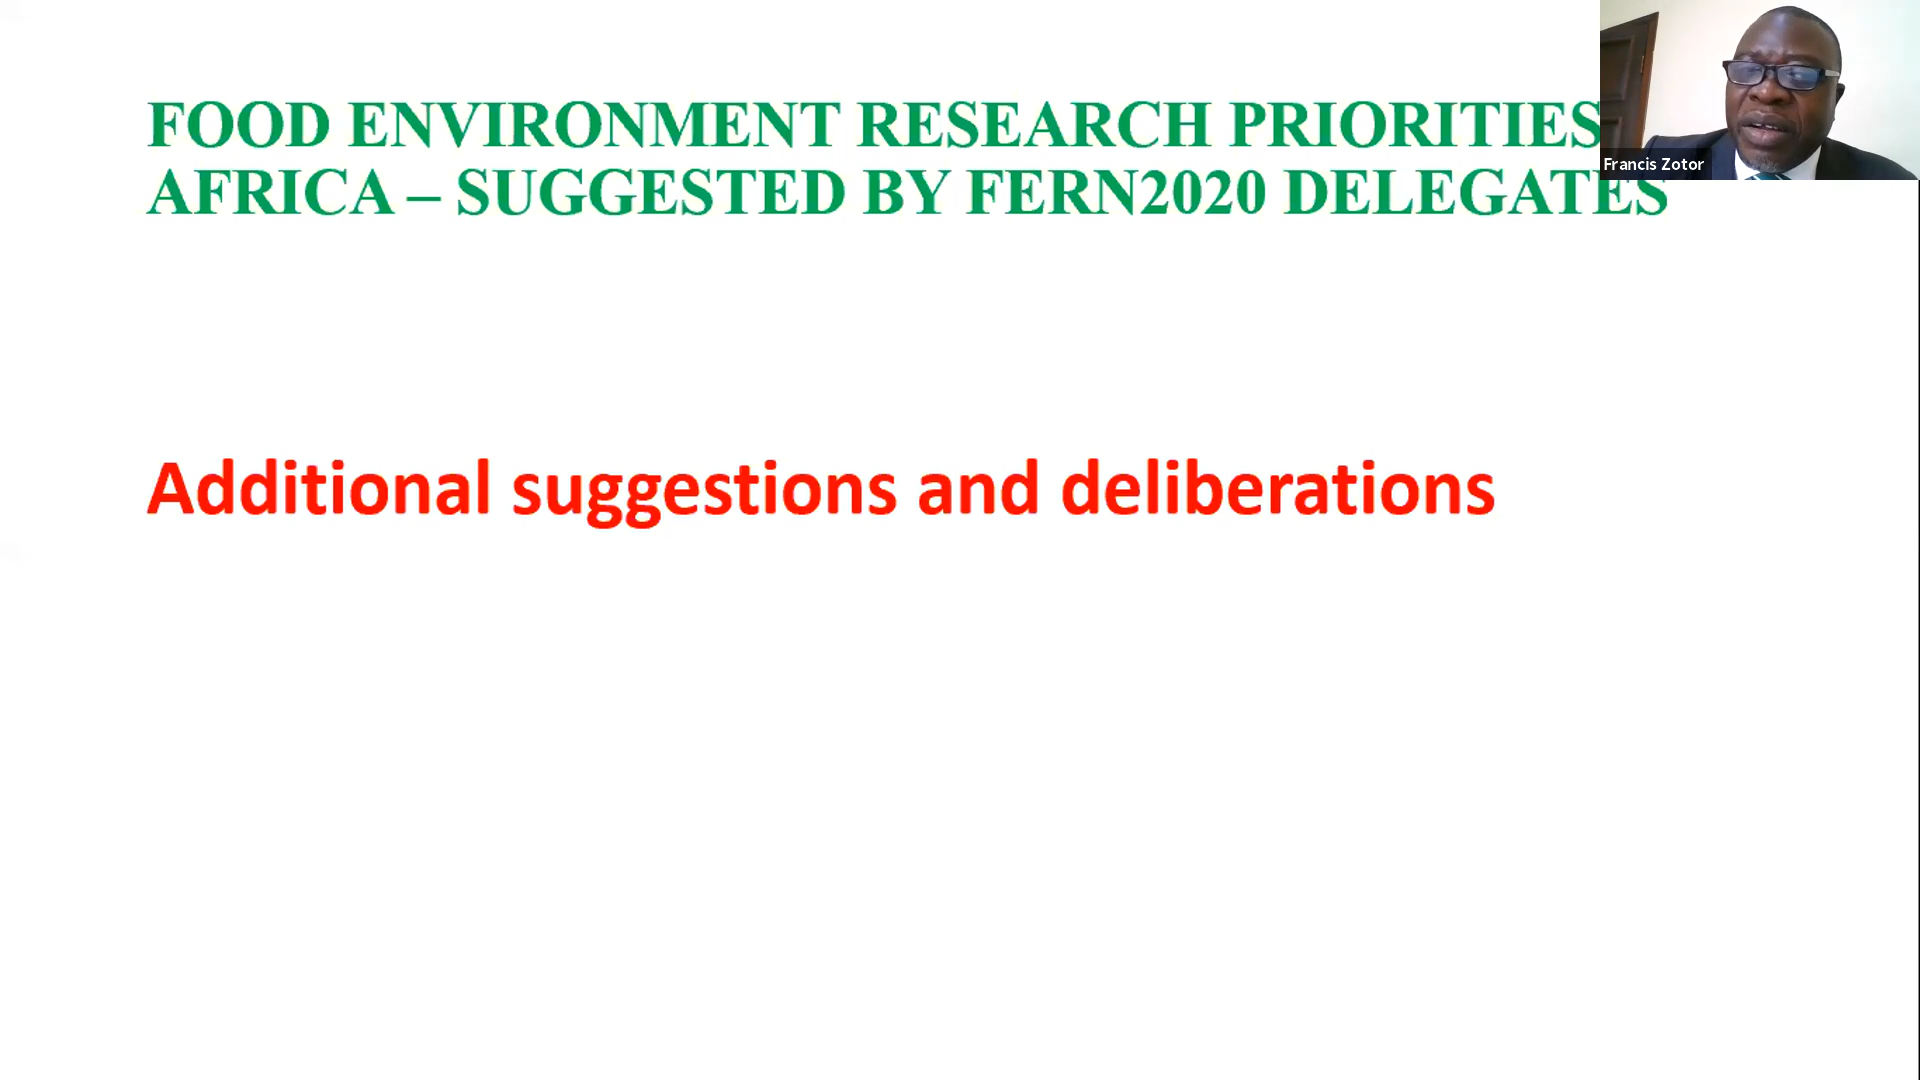 FOOD ENVIRONMENT RESEARCH PRIORITIES
AFRICA – SUGGESTED BY FERN2020 DELEGATES
Francis Zotor
Additional suggestions and deliberations